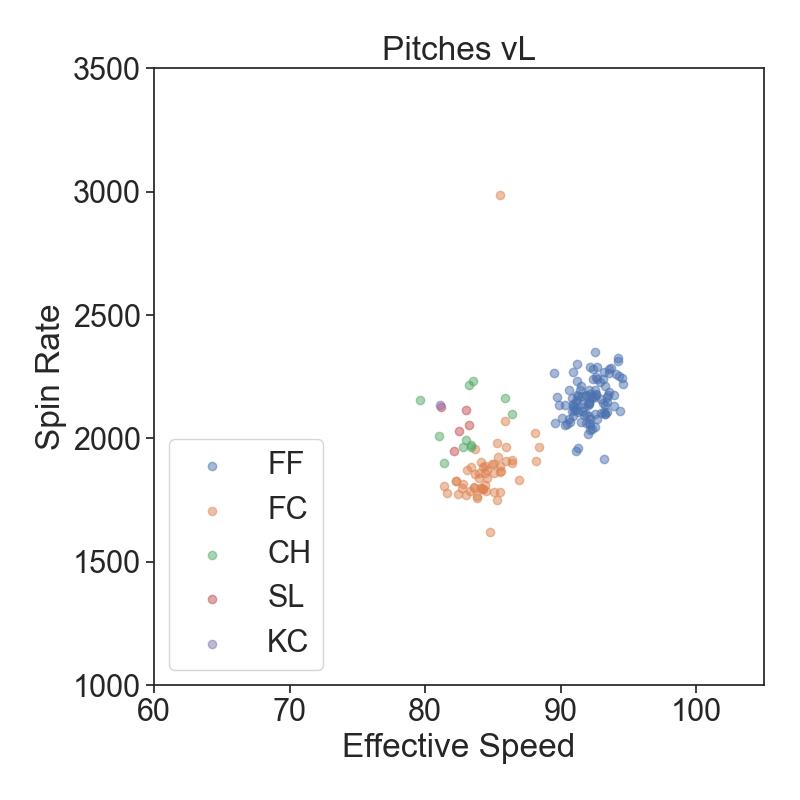 Pitches vL
3500
3000
2500
2000
1500
1000
Spin Rate
FF
FC
CH
SL
KC
60 70 80 90 100
Effective Speed